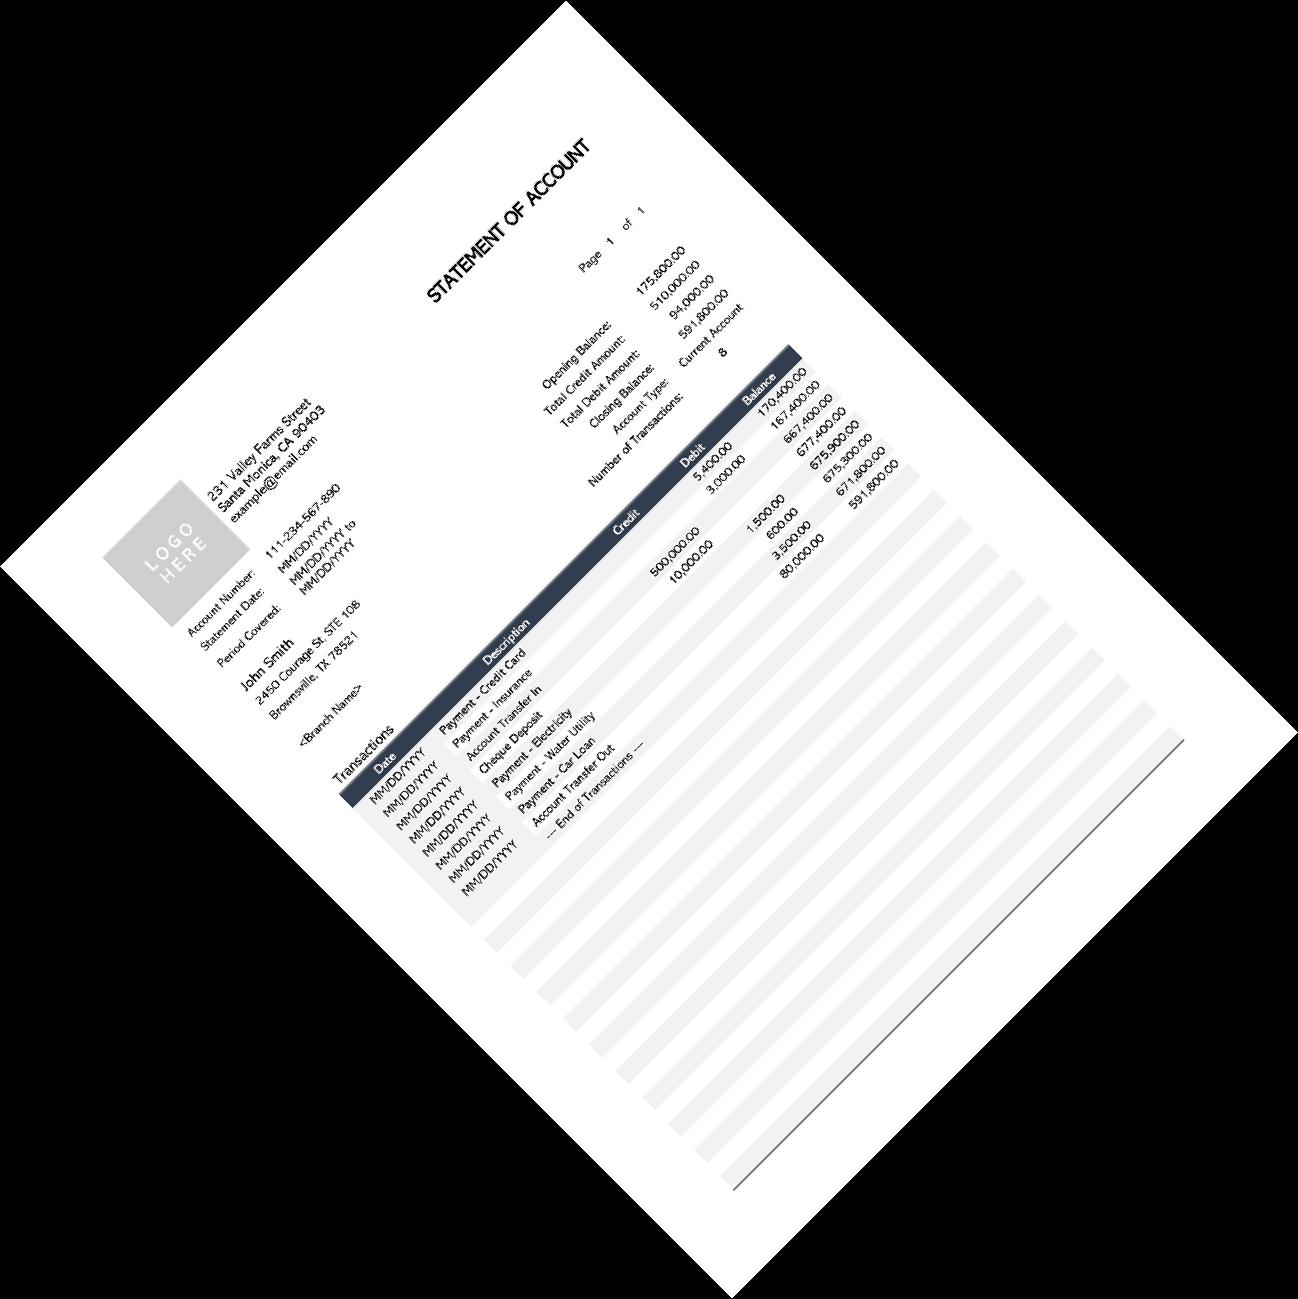 STATEMENT OF ACCOUNT
LOGO
HERE
231 Valley Farms Street
Santa Monica, CA 90403
example@email.com
Page 1 of 1
Account Number: 111-234-567-890
Statement Date: MM/DD/YYYY
Period Covered: MM/DD/YYYY to
MM/DD/YYYY
Opening Balance: 175,800.00
Total Credit Amount: 510,000.00
Total Debit Amount: 94,000.00
Closing Balance: 591,800.00
Account Type: Current Account
Number of Transactions: 8
John Smith
2450 Courage St, STE 108
Brownsville, TX 78521
<Branch Name>
Transactions
Date Description Credit Debit Balance
MM/DD/YYYY Payment - Credit Card 5,400.00 170,400.00
MM/DD/YYYY Payment - Insurance 3,000.00 167,400.00
MM/DD/YYYY Account Transfer In 500,000.00 667,400.00
MM/DD/YYYY Cheque Deposit 10,000.00 677,400.00
MM/DD/YYYY Payment - Electricity 1,500.00 675,900.00
MM/DD/YYYY Payment - Water Utility 600.00 675,300.00
MM/DD/YYYY Payment - Car Loan 3,500.00 671,800.00
MM/DD/YYYY Account Transfer Out 80,000.00 591,800.00
--- End of Transactions ---